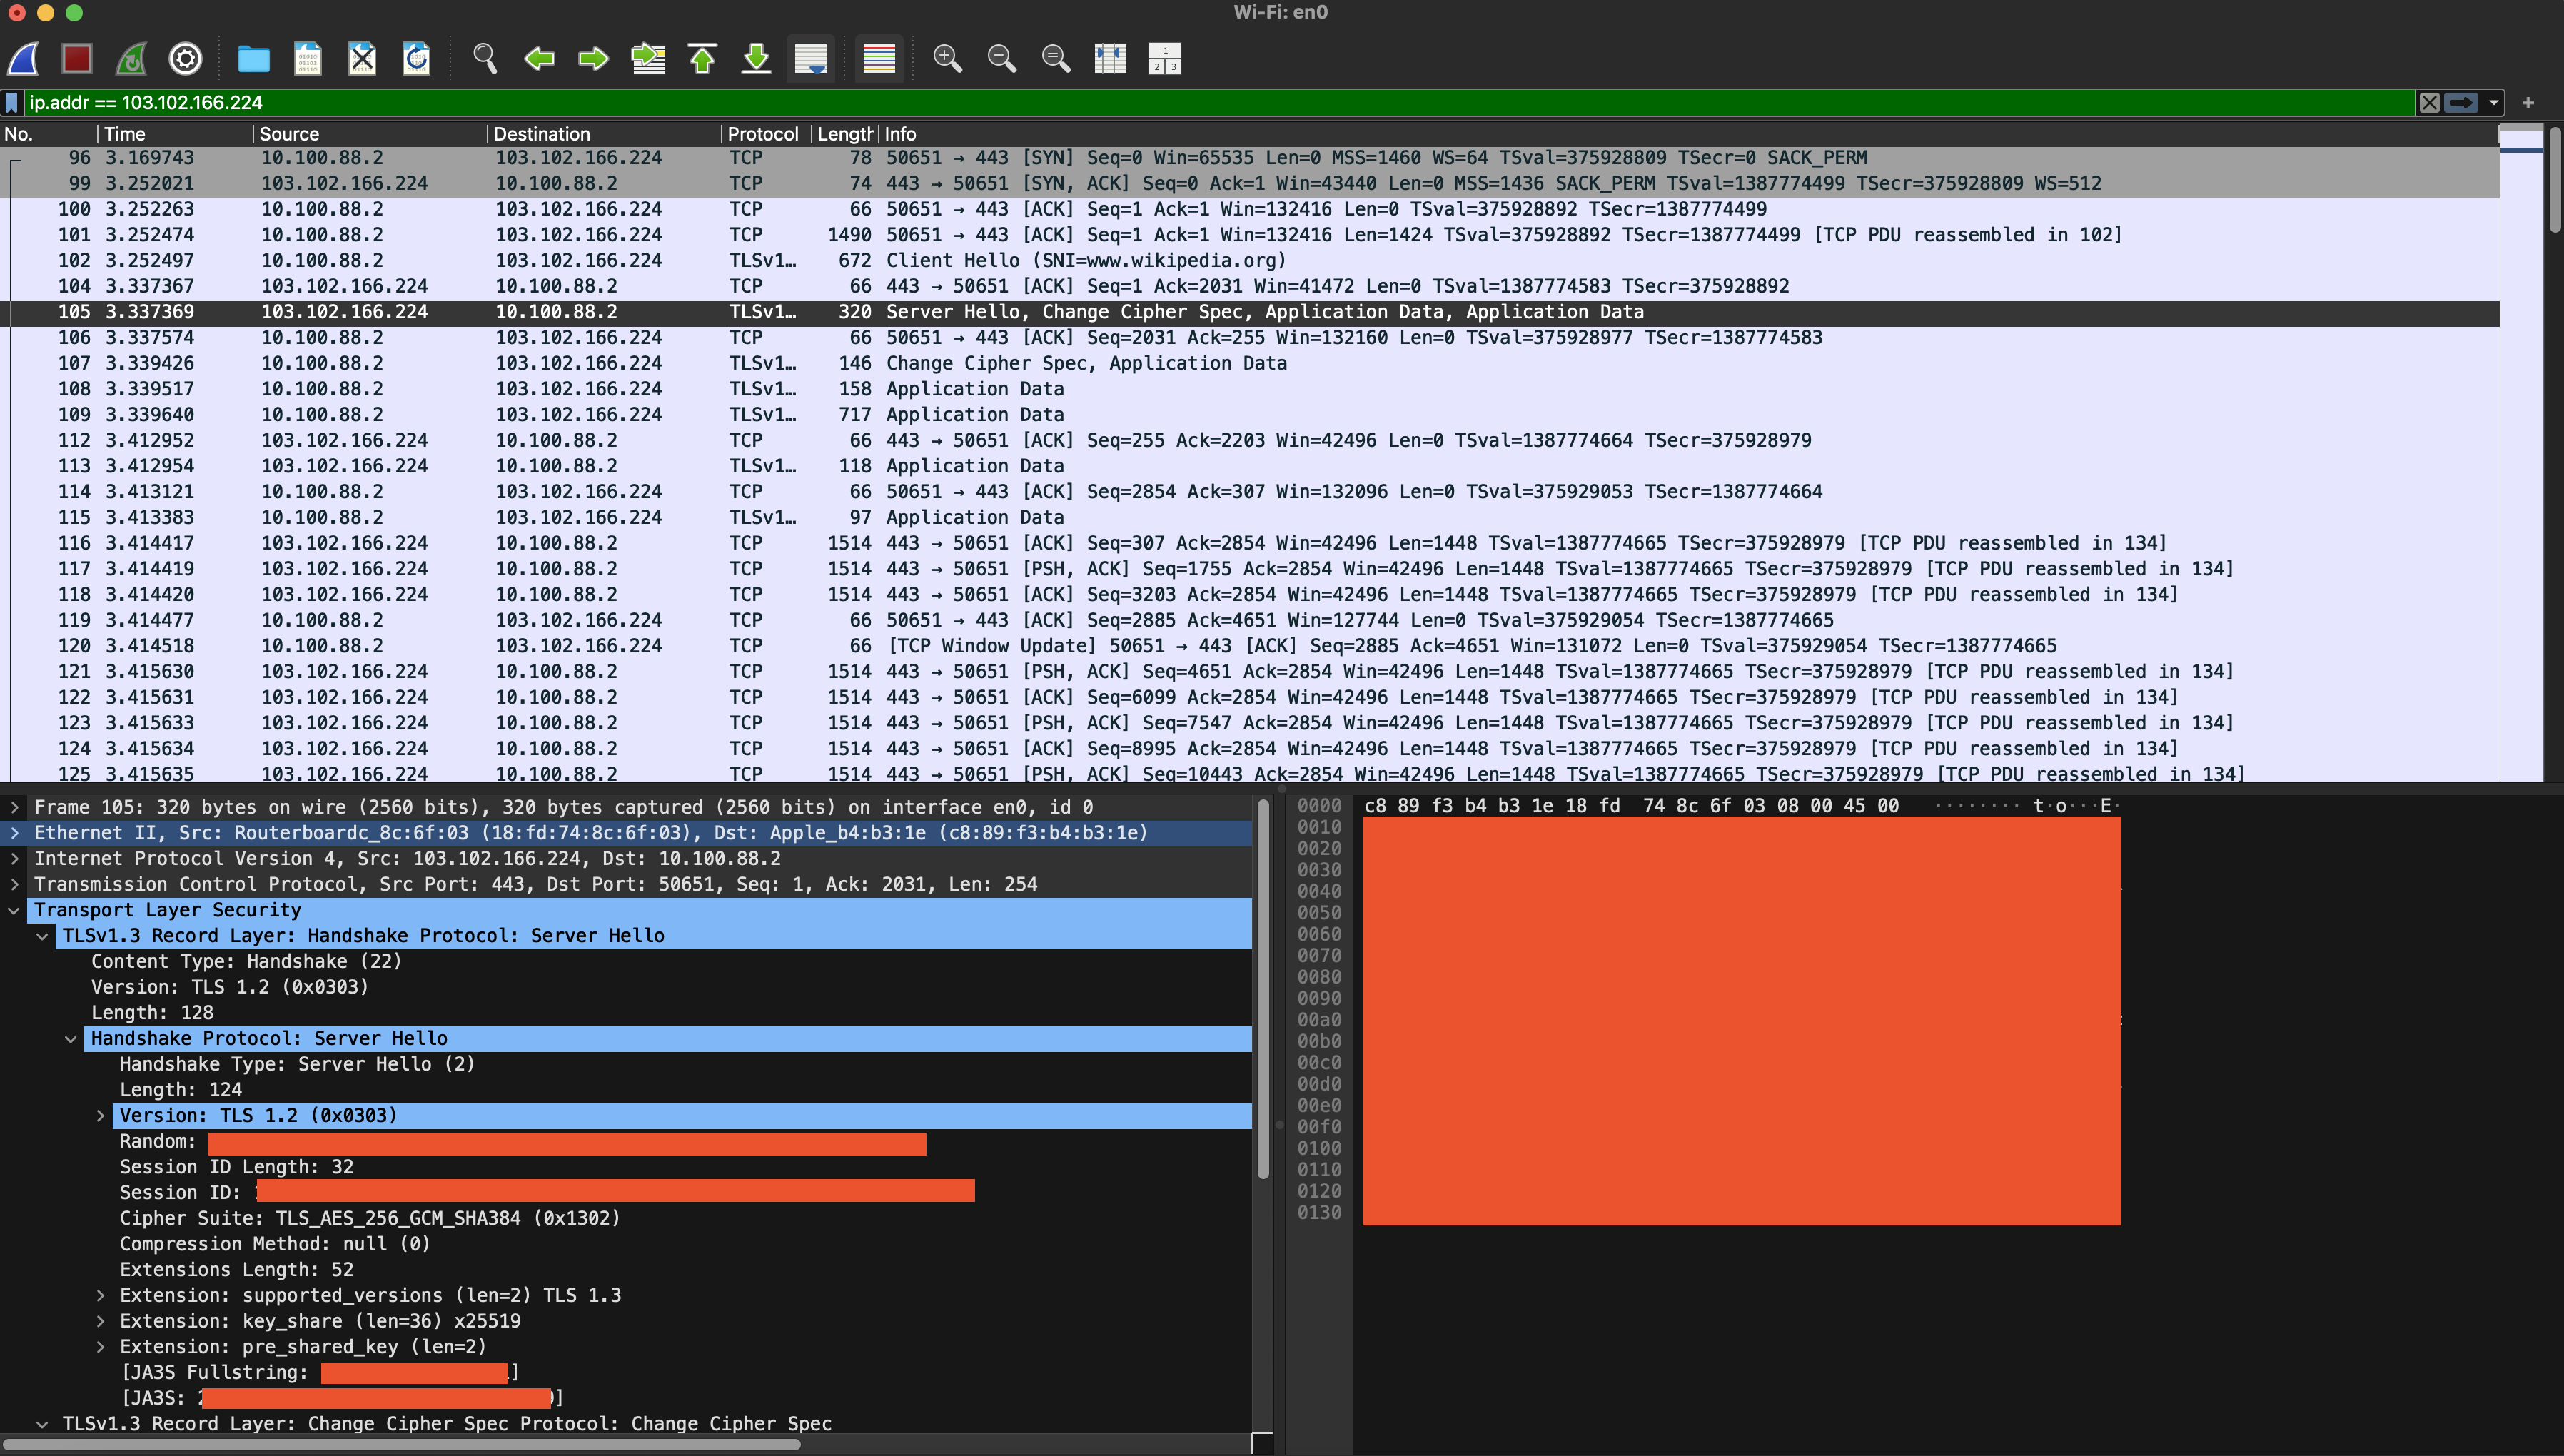 Wi-Fi: en0
ip.addr == 103.102.166.224
No. Time Source Destination Protocol Length Info
96 3.169743 10.100.88.2 103.102.166.224 TCP 78 50651 → 443 [SYN] Seq=0 Win=65535 Len=0 MSS=1460 WS=64 TSval=375928809 TSecr=0 SACK_PERM
99 3.252021 103.102.166.224 10.100.88.2 TCP 74 443 → 50651 [SYN, ACK] Seq=0 Ack=1 Win=43440 Len=0 MSS=1436 SACK_PERM TSval=1387774499 TSecr=375928809 WS=512
100 3.252263 10.100.88.2 103.102.166.224 TCP 66 50651 → 443 [ACK] Seq=1 Ack=1 Win=132416 Len=0 TSval=375928892 TSecr=1387774499
101 3.252474 10.100.88.2 103.102.166.224 TCP 1490 50651 → 443 [ACK] Seq=1 Ack=1 Win=132416 Len=1424 TSval=375928892 TSecr=1387774499 [TCP PDU reassembled in 102]
102 3.252497 10.100.88.2 103.102.166.224 TLSv1… 672 Client Hello (SNI=www.wikipedia.org)
104 3.337367 103.102.166.224 10.100.88.2 TCP 66 443 → 50651 [ACK] Seq=1 Ack=2031 Win=41472 Len=0 TSval=1387774583 TSecr=375928892
105 3.337369 103.102.166.224 10.100.88.2 TLSv1… 320 Server Hello, Change Cipher Spec, Application Data, Application Data
106 3.337574 10.100.88.2 103.102.166.224 TCP 66 50651 → 443 [ACK] Seq=2031 Ack=255 Win=132160 Len=0 TSval=375928977 TSecr=1387774583
107 3.339426 10.100.88.2 103.102.166.224 TLSv1… 146 Change Cipher Spec, Application Data
108 3.339517 10.100.88.2 103.102.166.224 TLSv1… 158 Application Data
109 3.339640 10.100.88.2 103.102.166.224 TLSv1… 717 Application Data
112 3.412952 103.102.166.224 10.100.88.2 TCP 66 443 → 50651 [ACK] Seq=255 Ack=2203 Win=42496 Len=0 TSval=1387774664 TSecr=375928979
113 3.412954 103.102.166.224 10.100.88.2 TLSv1… 118 Application Data
114 3.413121 10.100.88.2 103.102.166.224 TCP 66 50651 → 443 [ACK] Seq=2854 Ack=307 Win=132096 Len=0 TSval=375929053 TSecr=1387774664
115 3.413383 10.100.88.2 103.102.166.224 TLSv1… 97 Application Data
116 3.414417 103.102.166.224 10.100.88.2 TCP 1514 443 → 50651 [ACK] Seq=307 Ack=2854 Win=42496 Len=1448 TSval=1387774665 TSecr=375928979 [TCP PDU reassembled in 134]
117 3.414419 103.102.166.224 10.100.88.2 TCP 1514 443 → 50651 [PSH, ACK] Seq=1755 Ack=2854 Win=42496 Len=1448 TSval=1387774665 TSecr=375928979 [TCP PDU reassembled in 134]
118 3.414420 103.102.166.224 10.100.88.2 TCP 1514 443 → 50651 [ACK] Seq=3203 Ack=2854 Win=42496 Len=1448 TSval=1387774665 TSecr=375928979 [TCP PDU reassembled in 134]
119 3.414477 10.100.88.2 103.102.166.224 TCP 66 50651 → 443 [ACK] Seq=2885 Ack=4651 Win=127744 Len=0 TSval=375929054 TSecr=1387774665
120 3.414518 10.100.88.2 103.102.166.224 TCP 66 [TCP Window Update] 50651 → 443 [ACK] Seq=2885 Ack=4651 Win=131072 Len=0 TSval=375929054 TSecr=1387774665
121 3.415630 103.102.166.224 10.100.88.2 TCP 1514 443 → 50651 [PSH, ACK] Seq=4651 Ack=2854 Win=42496 Len=1448 TSval=1387774665 TSecr=375928979 [TCP PDU reassembled in 134]
122 3.415631 103.102.166.224 10.100.88.2 TCP 1514 443 → 50651 [ACK] Seq=6099 Ack=2854 Win=42496 Len=1448 TSval=1387774665 TSecr=375928979 [TCP PDU reassembled in 134]
123 3.415633 103.102.166.224 10.100.88.2 TCP 1514 443 → 50651 [PSH, ACK] Seq=7547 Ack=2854 Win=42496 Len=1448 TSval=1387774665 TSecr=375928979 [TCP PDU reassembled in 134]
124 3.415634 103.102.166.224 10.100.88.2 TCP 1514 443 → 50651 [ACK] Seq=8995 Ack=2854 Win=42496 Len=1448 TSval=1387774665 TSecr=375928979 [TCP PDU reassembled in 134]
125 3.415635 103.102.166.224 10.100.88.2 TCP 1514 443 → 50651 [PSH, ACK] Seq=10443 Ack=2854 Win=42496 Len=1448 TSval=1387774665 TSecr=375928979 [TCP PDU reassembled in 134]
Frame 105: 320 bytes on wire (2560 bits), 320 bytes captured (2560 bits) on interface en0, id 0
Ethernet II, Src: Routerboardc_8c:6f:03 (18:fd:74:8c:6f:03), Dst: Apple_b4:b3:1e (c8:89:f3:b4:b3:1e)
Internet Protocol Version 4, Src: 103.102.166.224, Dst: 10.100.88.2
Transmission Control Protocol, Src Port: 443, Dst Port: 50651, Seq: 1, Ack: 2031, Len: 254
Transport Layer Security
TLSv1.3 Record Layer: Handshake Protocol: Server Hello
Content Type: Handshake (22)
Version: TLS 1.2 (0x0303)
Length: 128
Handshake Protocol: Server Hello
Handshake Type: Server Hello (2)
Length: 124
Version: TLS 1.2 (0x0303)
Random:
Session ID Length: 32
Session ID:
Cipher Suite: TLS_AES_256_GCM_SHA384 (0x1302)
Compression Method: null (0)
Extensions Length: 52
Extension: supported_versions (len=2) TLS 1.3
Extension: key_share (len=36) x25519
Extension: pre_shared_key (len=2)
[JA3S Fullstring: ]
[JA3S: ]
TLSv1.3 Record Layer: Change Cipher Spec Protocol: Change Cipher Spec
0000 c8 89 f3 b4 b3 1e 18 fd 74 8c 6f 03 08 00 45 00 ········ t·o···E·
0010
0020
0030
0040
0050
0060
0070
0080
0090
00a0
00b0
00c0
00d0
00e0
00f0
0100
0110
0120
0130